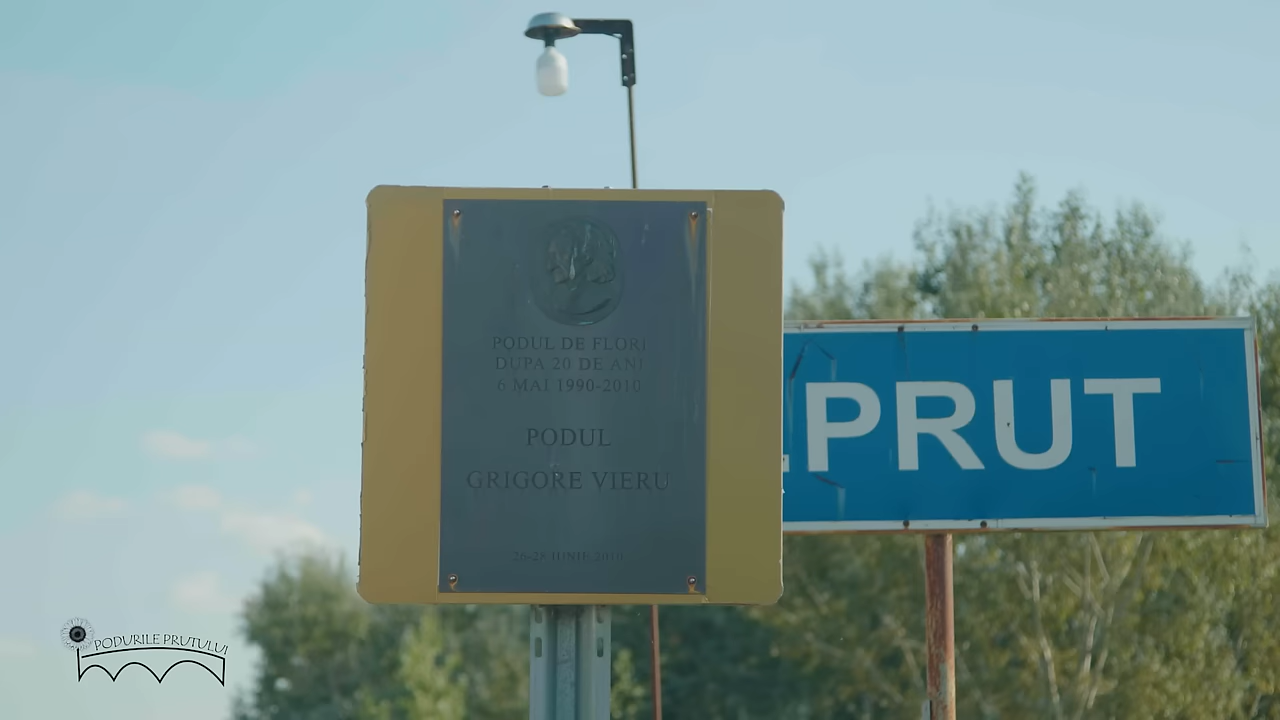 PODUL DE FLORI
DUPA 20 DE ANI
6 MAI 1990-2010
PODUL
GRIGORE VIERU
26-28 IUNIE 2010
.PRUT
PODURILE PRUTULUI